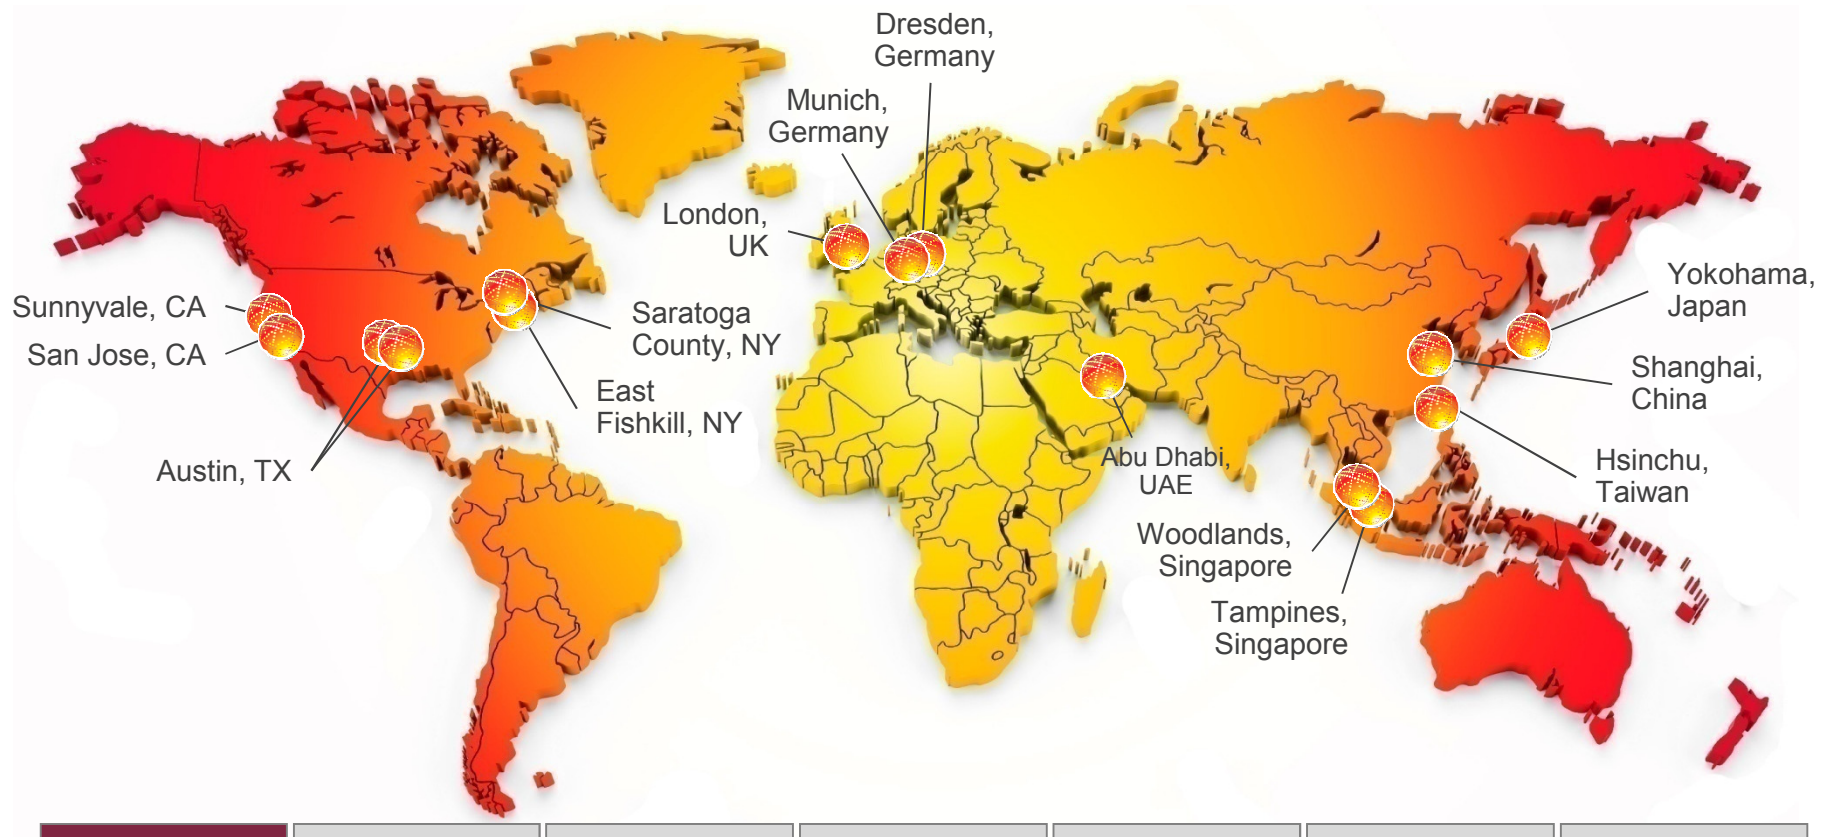 Dresden,
Germany
Munich,
Germany
London,
UK
Sunnyvale, CA
San Jose, CA
Austin, TX
Saratoga
County, NY
East
Fishkill, NY
Abu Dhabi,
UAE
Woodlands,
Singapore
Tampines,
Singapore
Yokohama,
Japan
Shanghai,
China
Hsinchu,
Taiwan